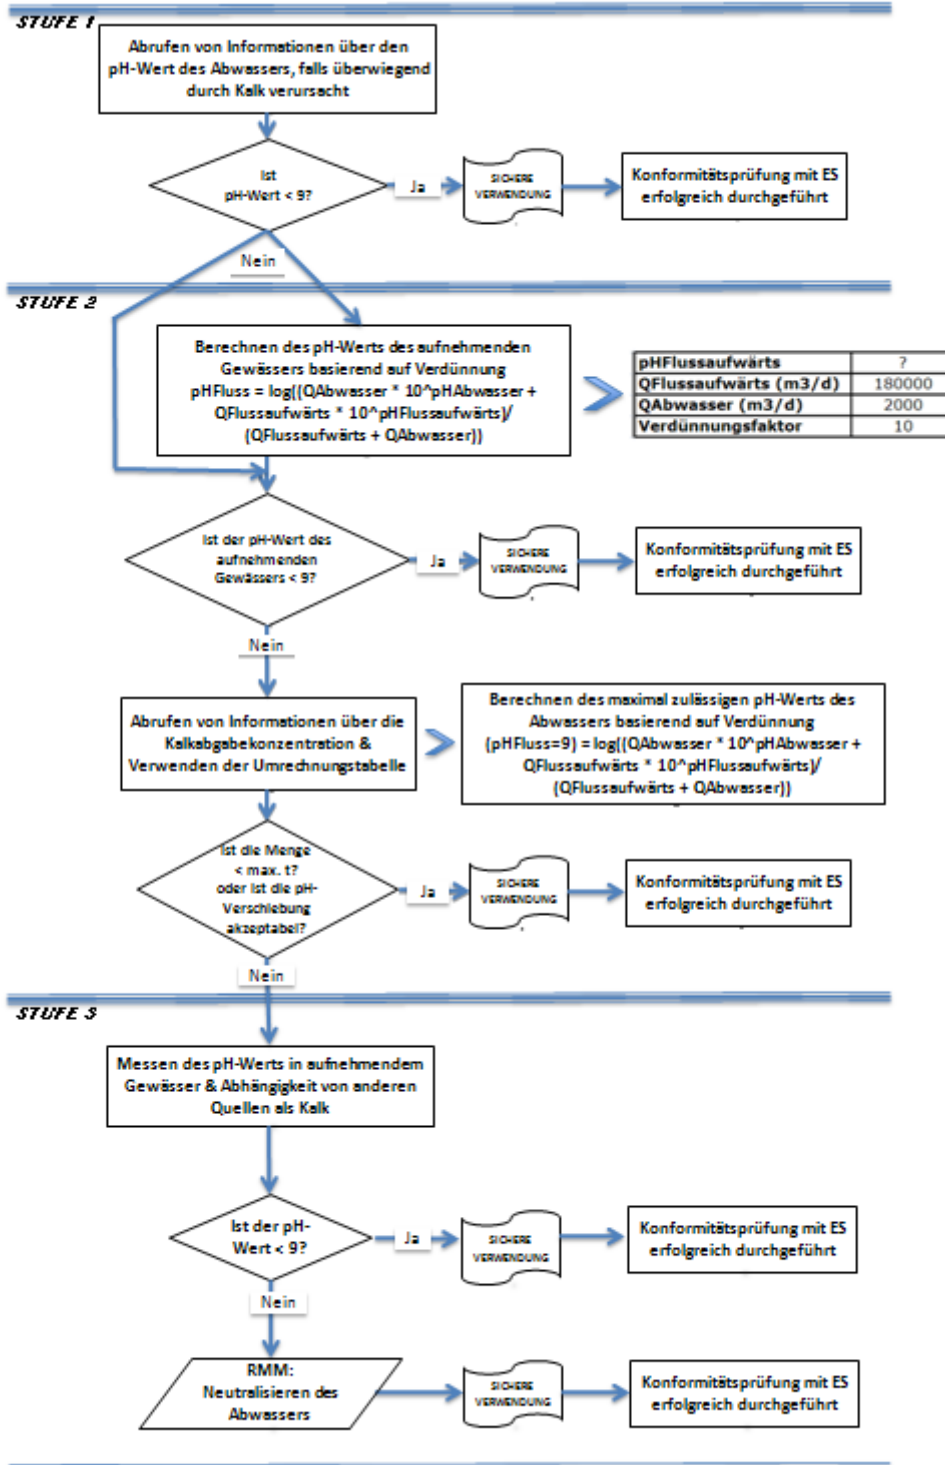 STUFE 1
Abrufen von Informationen über den
pH-Wert des Abwassers, falls überwiegend
durch Kalk verursacht
Ist
pH-Wert < 9?
Ja
SICHERE
VERWENDUNG
Konformitätsprüfung mit ES
erfolgreich durchgeführt
Nein
STUFE 2
Berechnen des pH-Werts des aufnehmenden
Gewässers basierend auf Verdünnung
pHFluss = log((QAbwasser * 10^pHAbwasser +
QFlussaufwärts * 10^pHFlussaufwärts)/
(QFlussaufwärts + QAbwasser))
pHFlussaufwärts ?
QFlussaufwärts (m3/d) 180000
QAbwasser (m3/d) 2000
Verdünnungsfaktor 10
Ist der pH-Wert des
aufnehmenden
Gewässers < 9?
Ja
SICHERE
VERWENDUNG
Konformitätsprüfung mit ES
erfolgreich durchgeführt
Nein
Abrufen von Informationen über die
Kalkabgabekonzentration &
Verwenden der Umrechnungstabelle
Berechnen des maximal zulässigen pH-Werts des
Abwassers basierend auf Verdünnung
(pHFluss=9) = log((QAbwasser * 10^pHAbwasser +
QFlussaufwärts * 10^pHFlussaufwärts)/
(QFlussaufwärts + QAbwasser))
Ist die Menge
< max. t?
oder Ist die pH-
Verschiebung
akzeptabel?
Ja
SICHERE
VERWENDUNG
Konformitätsprüfung mit ES
erfolgreich durchgeführt
Nein
STUFE 3
Messen des pH-Werts in aufnehmendem
Gewässer & Abhängigkeit von anderen
Quellen als Kalk
Ist der pH-
Wert < 9?
Ja
SICHERE
VERWENDUNG
Konformitätsprüfung mit ES
erfolgreich durchgeführt
Nein
RMM:
Neutralisieren des
Abwassers
SICHERE
VERWENDUNG
Konformitätsprüfung mit ES
erfolgreich durchgeführt